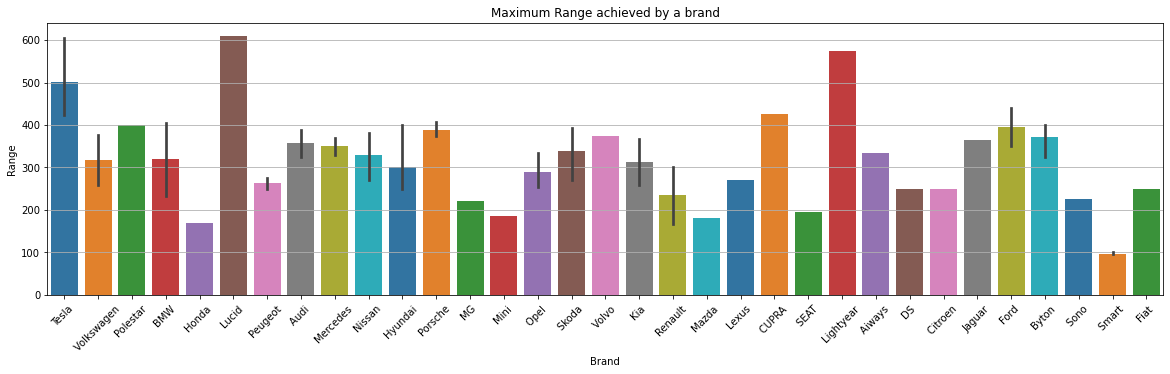 Maximum Range achieved by a brand
600
500
400
300
200
100
0
Range
Tesla
Volkswagen
Polestar
BMW
Honda
Lucid
Peugeot
Audi
Mercedes
Nissan
Hyundai
Porsche
MG
Mini
Opel
Skoda
Volvo
Kia
Renault
Mazda
Lexus
CUPRA
SEAT
Lightyear
Aiways
DS
Citroen
Jaguar
Ford
Byton
Sono
Smart
Fiat
Brand